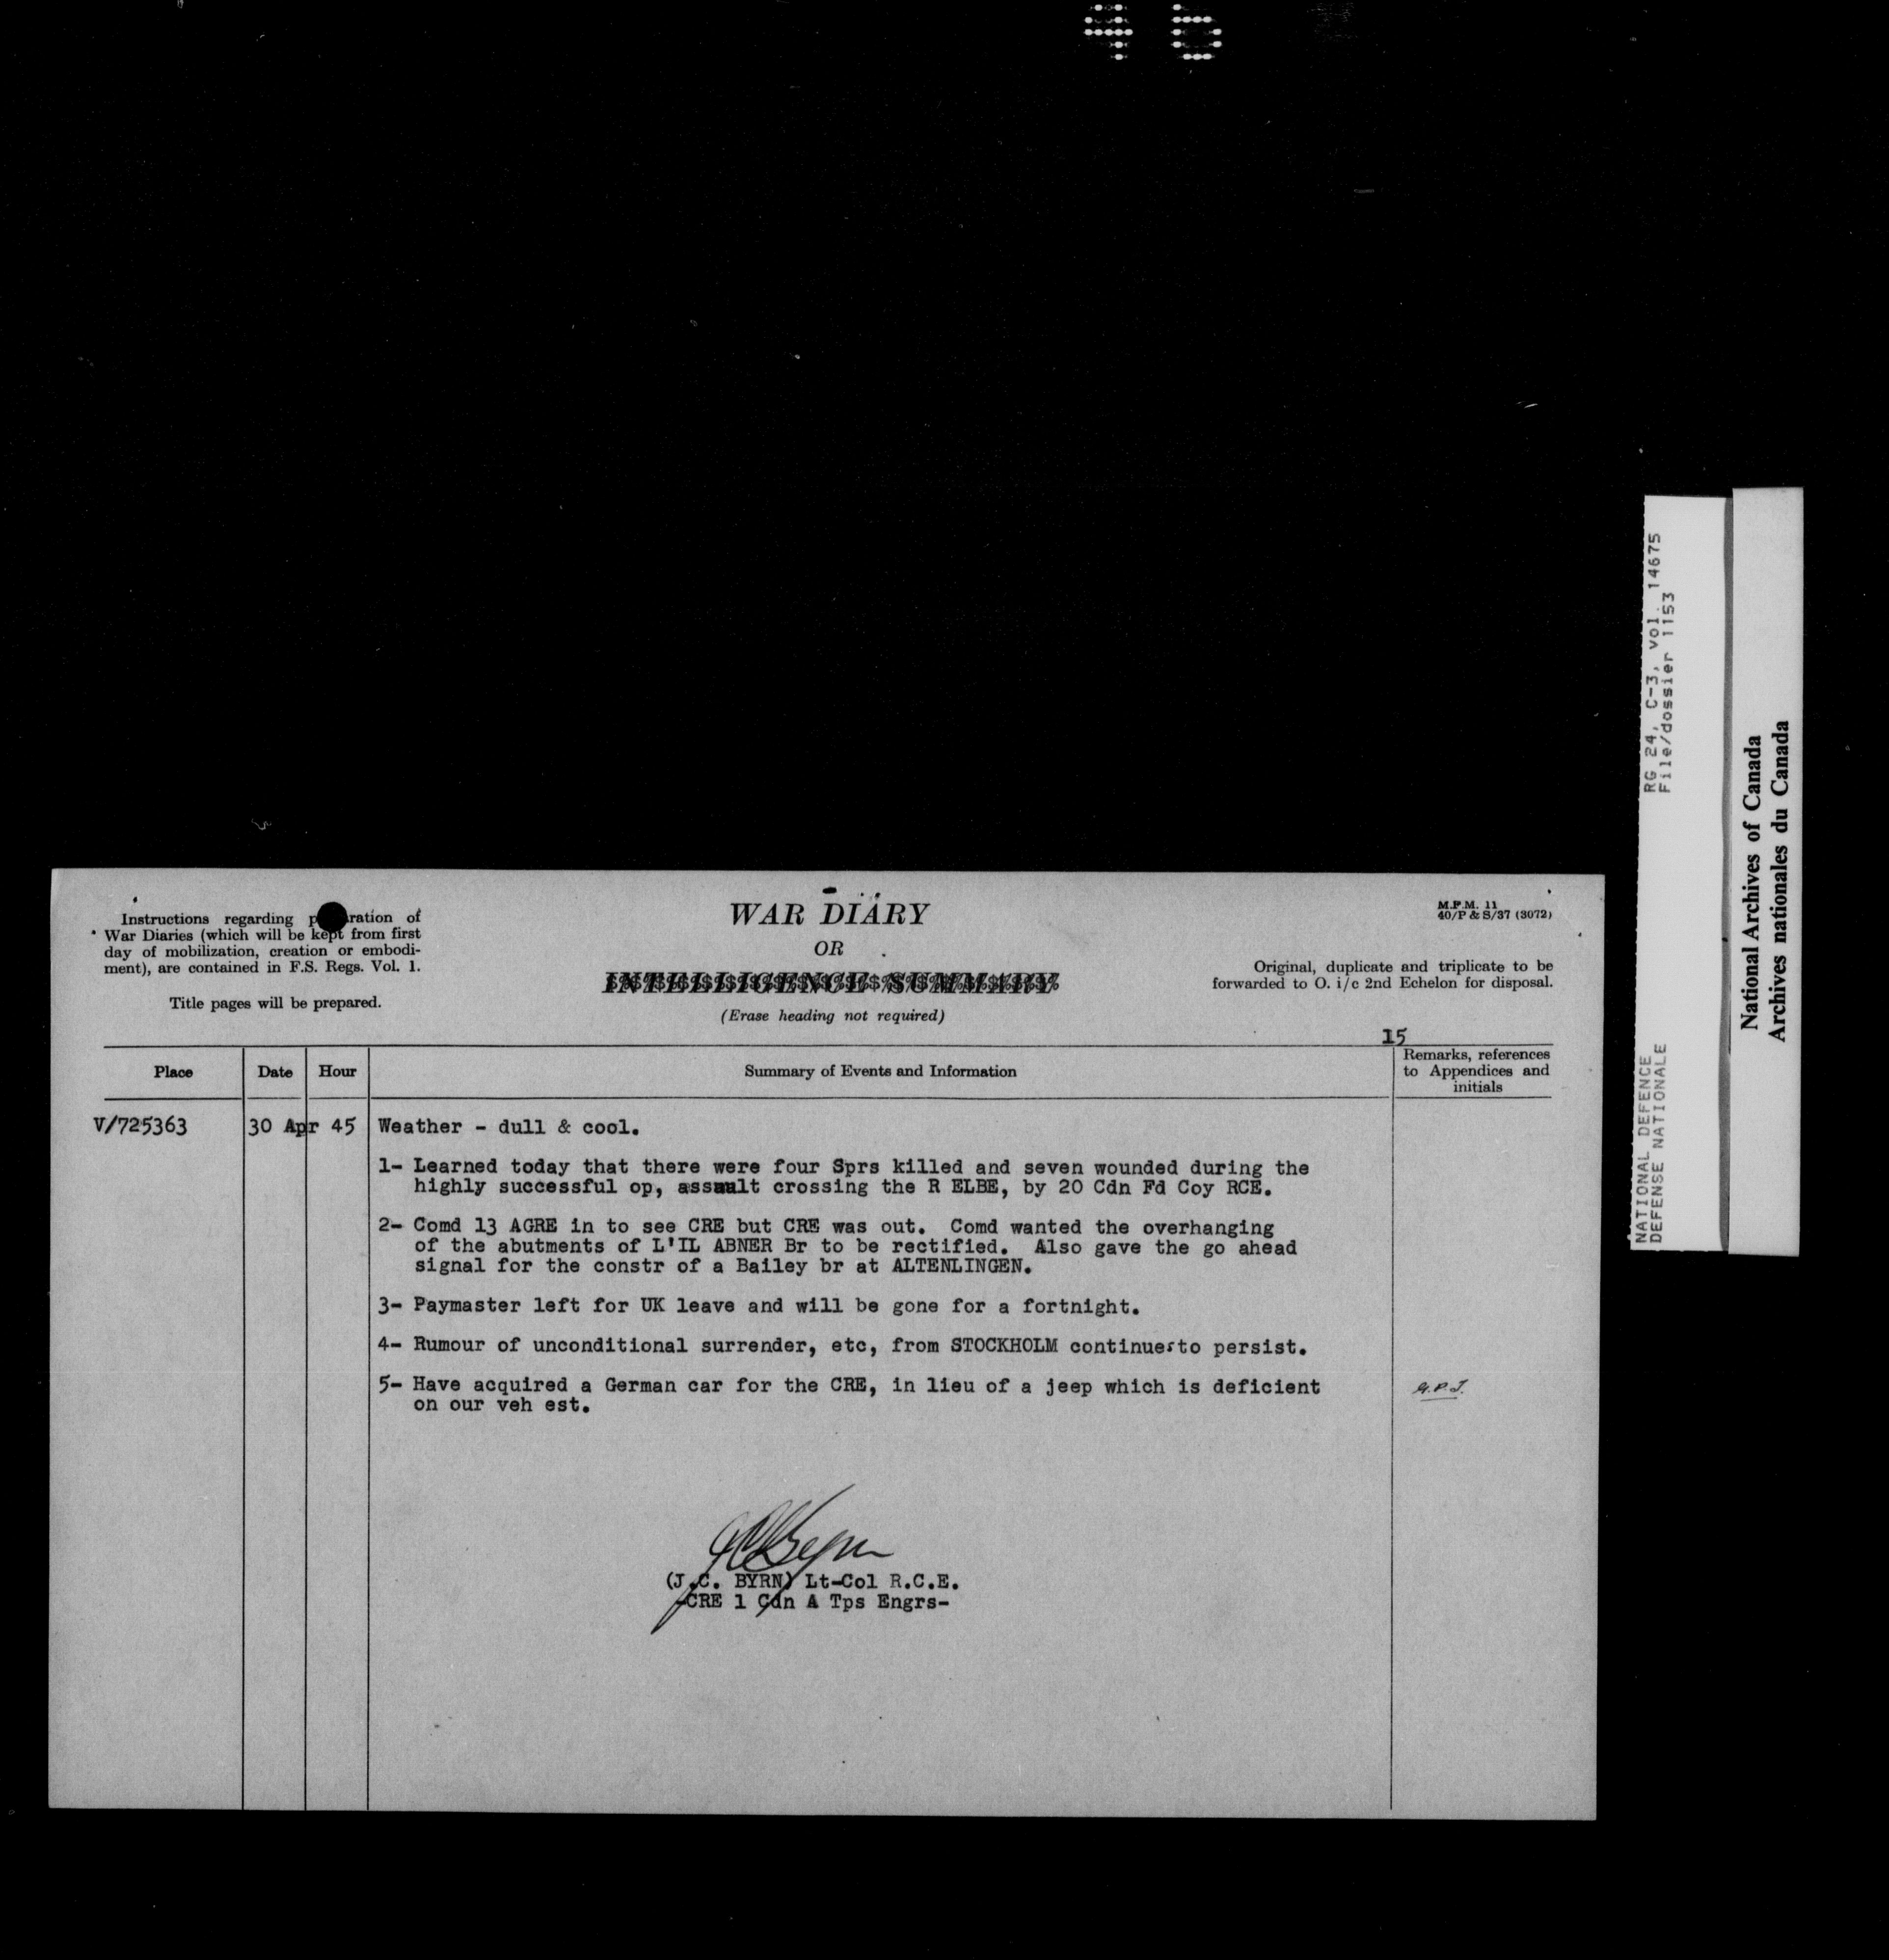 46
Instructions regarding p ration of
War Diaries (which will be kept from first
day of mobilization, creation or embodi-
ment), are contained in F.S. Regs. Vol. 1.
Title pages will be prepared.
WAR DIARY
OR
INTELLIGENCE SUMMARY
(Erase heading not required)
M.F.M. 11
40/P & S/37 (3072)
Original, duplicate and triplicate to be
forwarded to O. i/c 2nd Echelon for disposal.
15
Place Date Hour Summary of Events and Information Remarks, references
to Appendices and
initials
V/725363 30 Apr 45 Weather - dull & cool.
1- Learned today that there were four Sprs killed and seven wounded during the
highly successful op, assault crossing the R ELBE, by 20 Cdn Fd Coy RCE.
2- Comd 13 AGRE in to see CRE but CRE was out. Comd wanted the overhanging
of the abutments of L'IL ABNER Br to be rectified. Also gave the go ahead
signal for the constr of a Bailey br at ALTENLINGEN.
3- Paymaster left for UK leave and will be gone for a fortnight.
4- Rumour of unconditional surrender, etc, from STOCKHOLM continues to persist.
5- Have acquired a German car for the CRE, in lieu of a jeep which is deficient
on our veh est.
(J.C. BYRN) Lt-Col R.C.E.
-CRE 1 Cdn A Tps Engrs-
RG 24, C-3, vol. 14675
File/dossier 1153
NATIONAL DEFENCE
DEFENSE NATIONALE
National Archives of Canada
Archives nationales du Canada